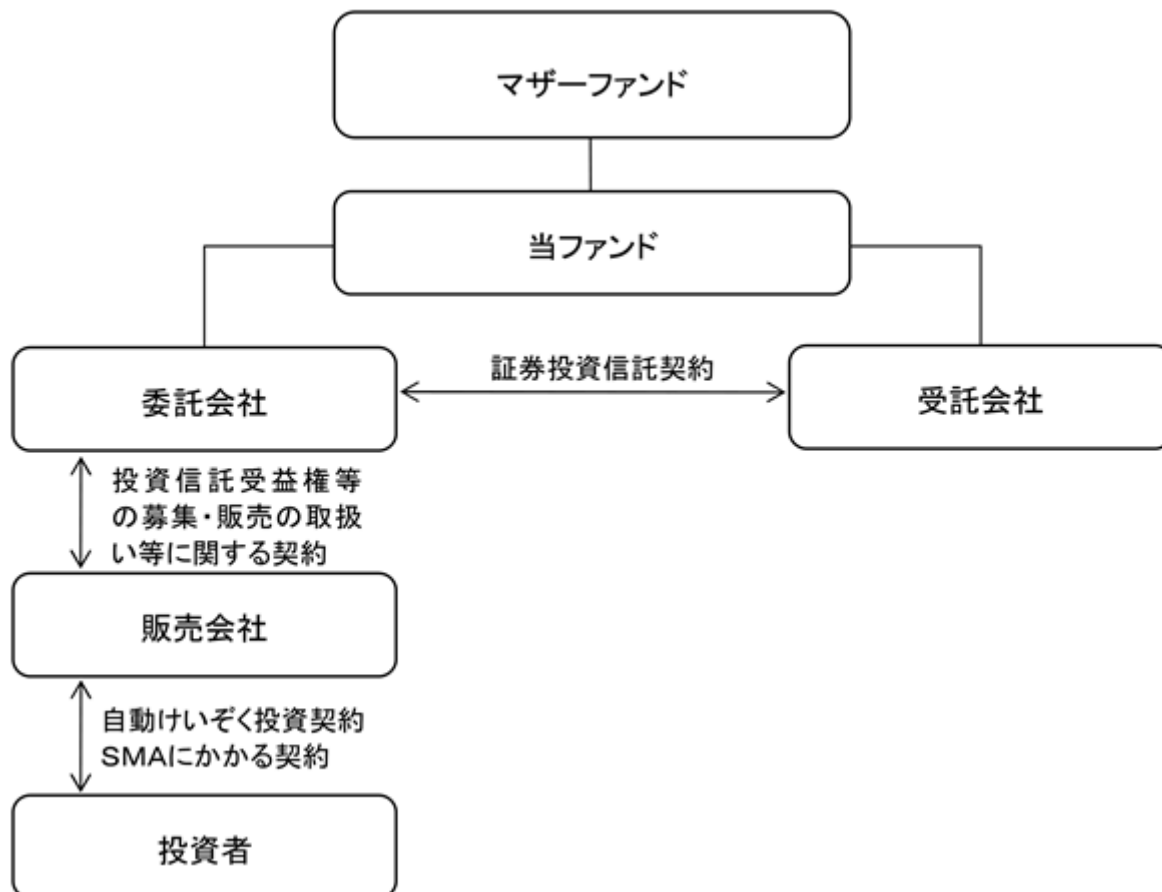 マザーファンド
当ファンド
証券投資信託契約
委託会社
受託会社
投資信託受益権等
の募集・販売の取扱
い等に関する契約
販売会社
自動けいぞく投資契約
SMAにかかる契約
投資者